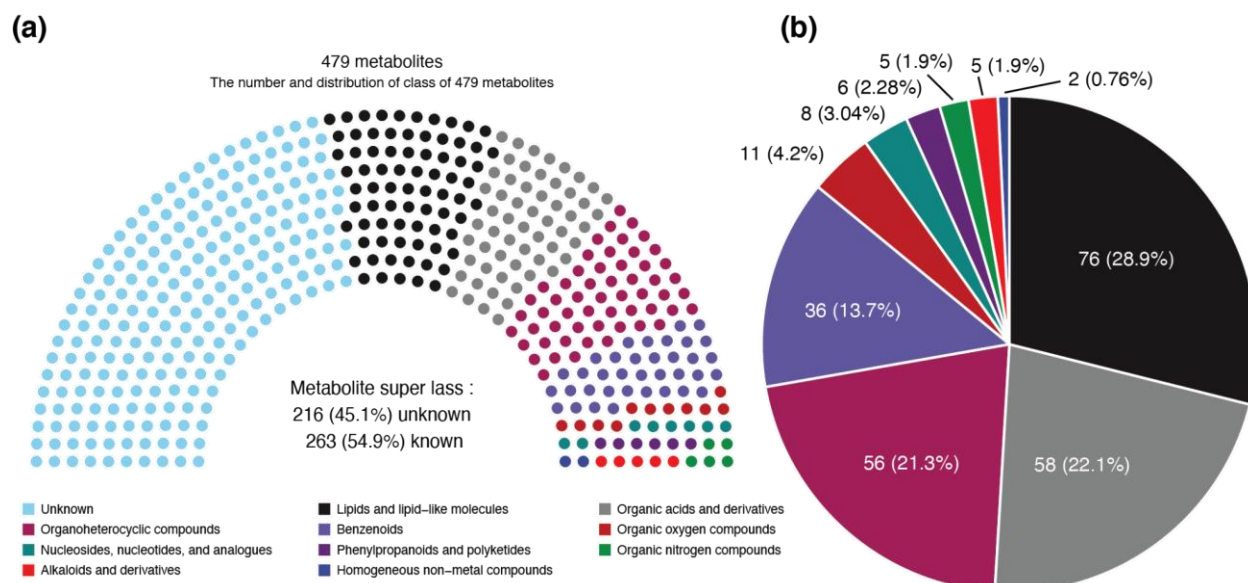 (a)
479 metabolites
The number and distribution of class of 479 metabolites
Metabolite super lass :
216 (45.1%) unknown
263 (54.9%) known
Unknown
Lipids and lipid−like molecules
Organic acids and derivatives
Organoheterocyclic compounds
Benzenoids
Organic oxygen compounds
Nucleosides, nucleotides, and analogues
Phenylpropanoids and polyketides
Organic nitrogen compounds
Alkaloids and derivatives
Homogeneous non−metal compounds
(b)
5 (1.9%)
5 (1.9%)
2 (0.76%)
6 (2.28%)
8 (3.04%)
11 (4.2%)
76 (28.9%)
36 (13.7%)
56 (21.3%)
58 (22.1%)